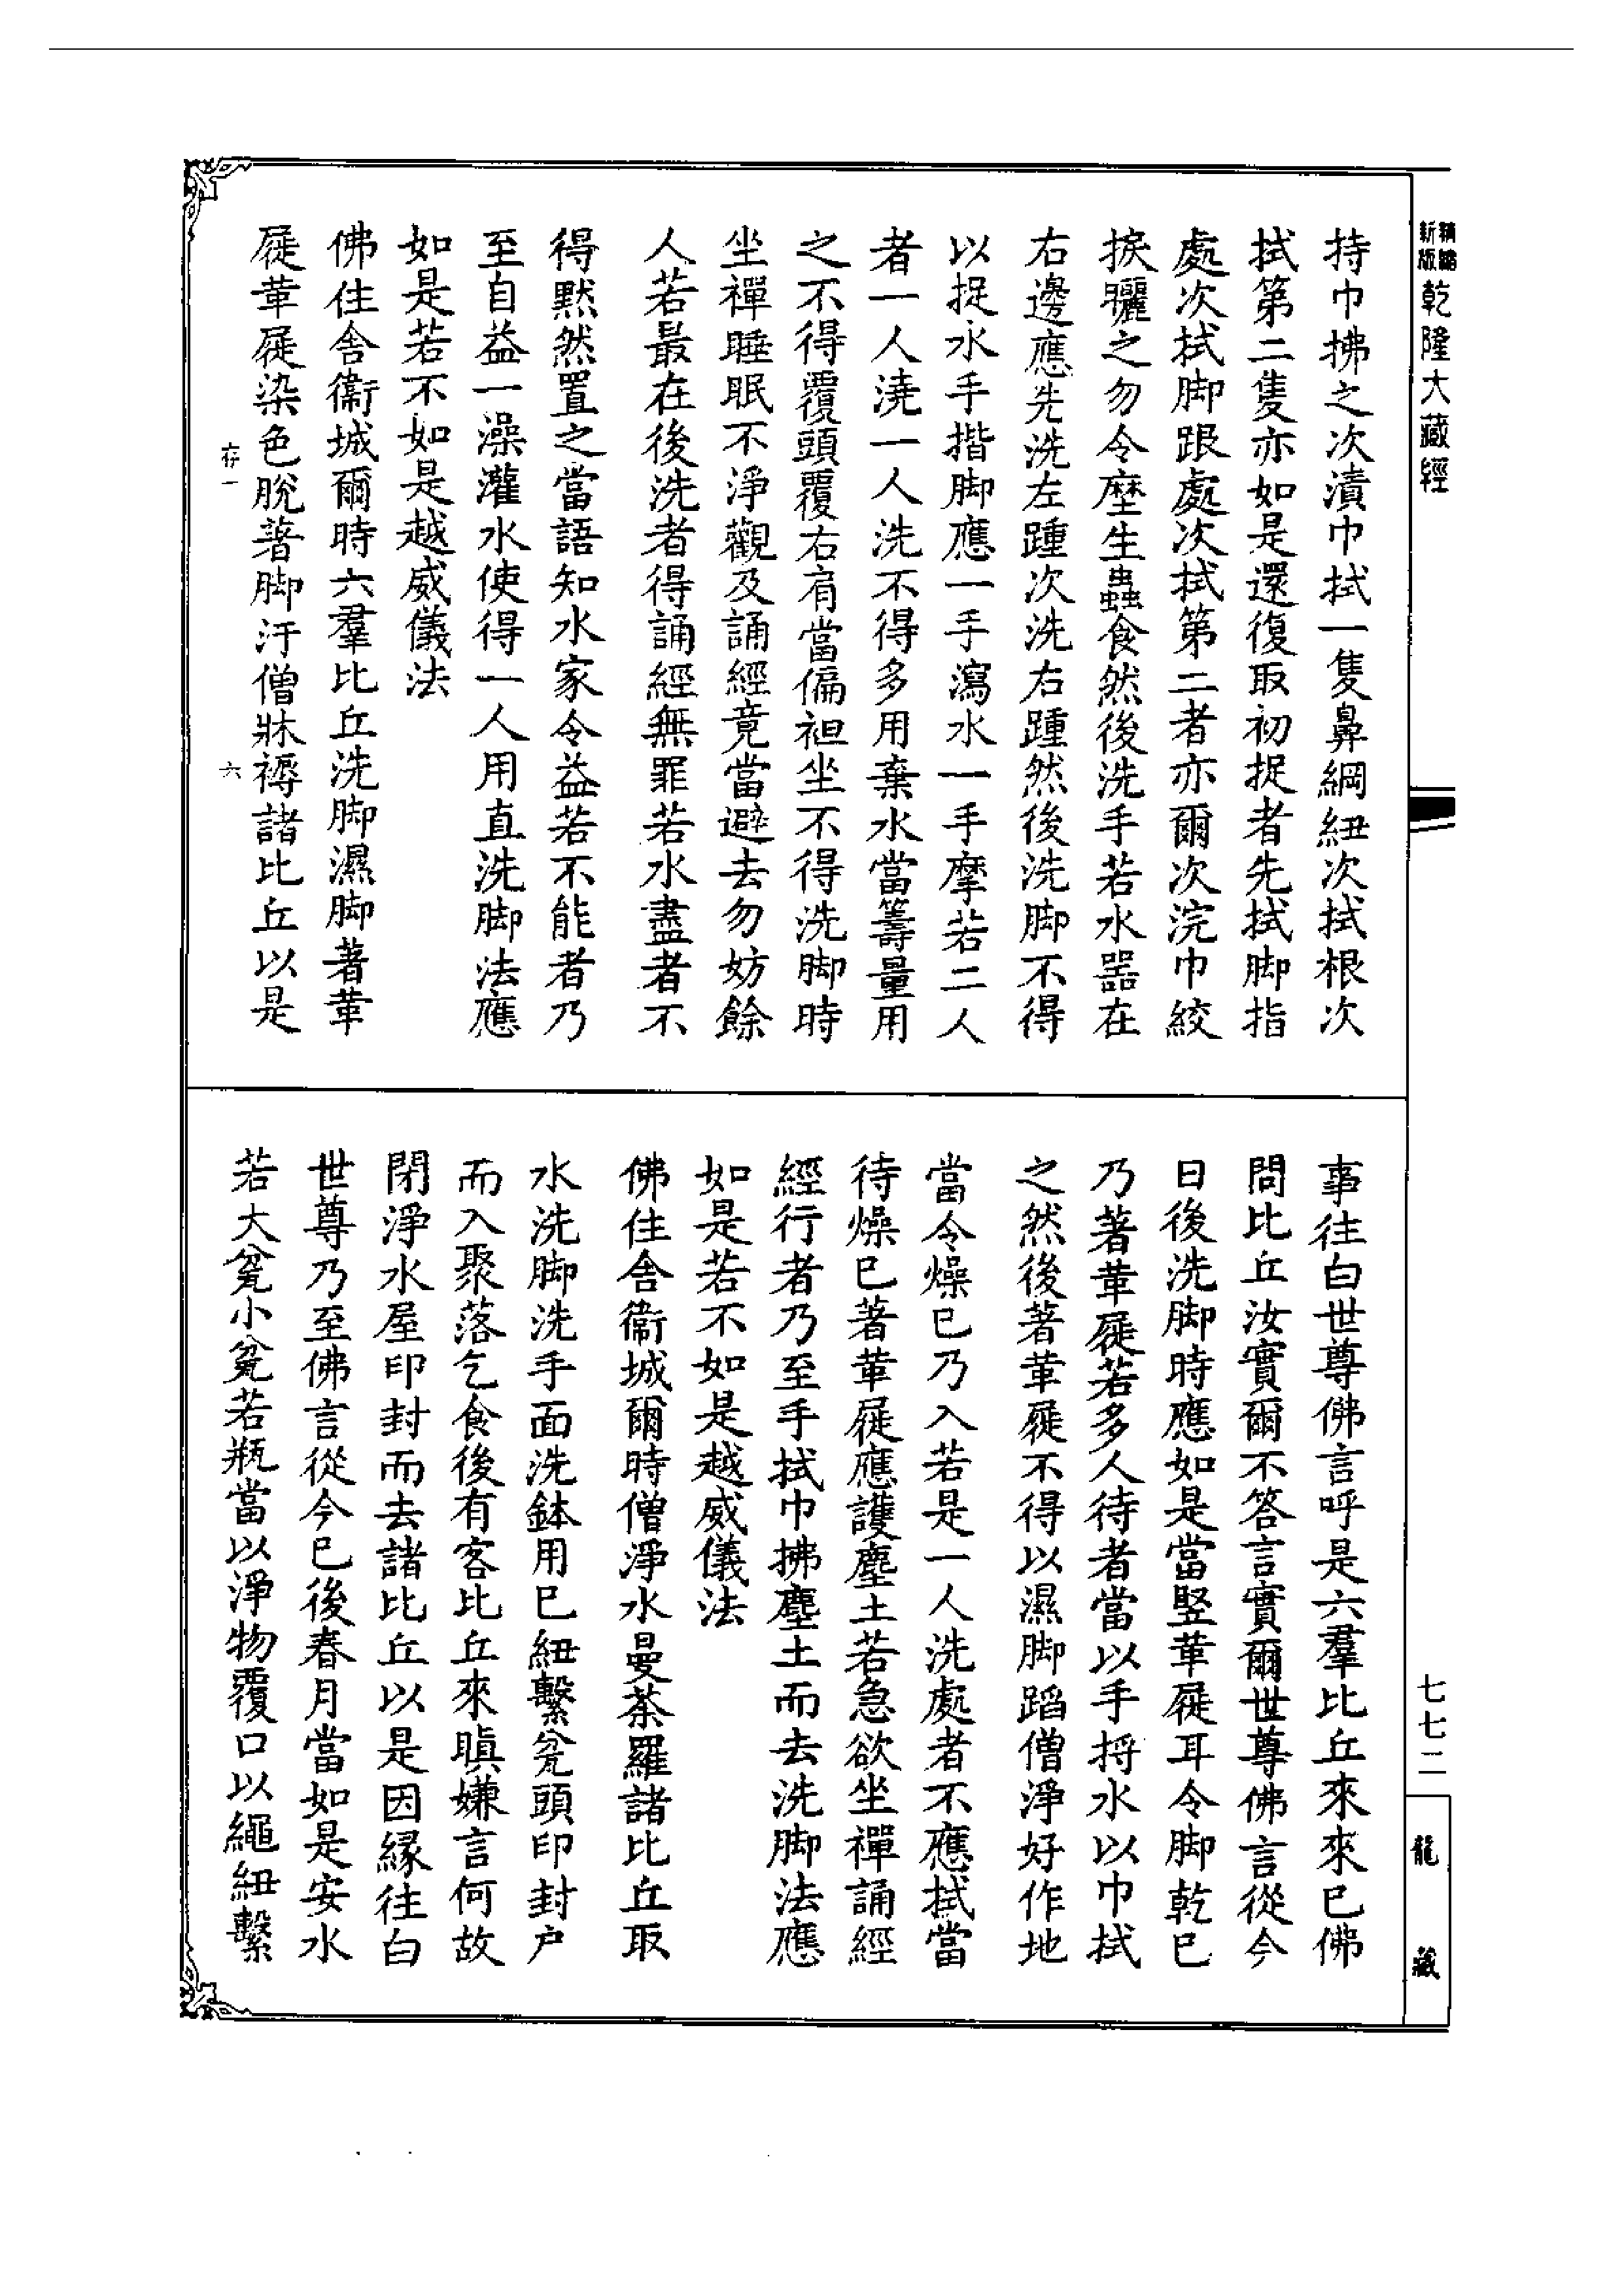 精縮
新版
乾隆大藏經
持巾拂之次漬巾拭一隻鼻綱紐次拭根次
拭第二隻亦如是還復取初捉者先拭脚指
處次拭脚跟處次拭第二者亦爾次浣巾絞
捩曬之勿令㙒生蟲食然後洗手若水器在
右邊應先洗左踵次洗右踵然後洗脚不得
以捉水手揩脚應一手瀉水一手摩若二人
者一人澆一人洗不得多用棄水當籌量用
之不得覆頭覆右肩當偏袒坐不得洗脚時
坐禪睡眠不淨觀及誦經竟當避去勿妨餘
人若最在後洗者得誦經無罪若水盡者不
得默然置之當語知水家令益若不能者乃
至自益一澡灌水使得一人用直洗脚法應
如是若不如是越威儀法
佛住舍衞城爾時六羣比丘洗脚濕脚著革
屣革屣染色脫著脚汙僧牀褥諸比丘以是
存一
六
事往白世尊佛言呼是六羣比丘來來已佛
問比丘汝實爾不答言實爾世尊佛言從今
日後洗脚時應如是當竪革屣耳令脚乾已
乃著革屣若多人待者當以手捋水以巾拭
之然後著革屣不得以濕脚蹈僧淨好作地
當令燥已乃入若是一人洗處者不應拭當
待燥已著革屣應護塵土若急欲坐禪誦經
經行者乃至手拭巾拂塵土而去洗脚法應
如是若不如是越威儀法
佛住舍衞城爾時僧淨水曼荼羅諸比丘取
水洗脚洗手面洗鉢用已紐繫瓮頭印封户
而入聚落乞食後有客比丘來瞋嫌言何故
閉淨水屋印封而去諸比丘以是因緣往白
世尊乃至佛言從今已後春月當如是安水
若大瓮小瓮若瓶當以淨物覆口以繩紐繫
七七二
龍藏